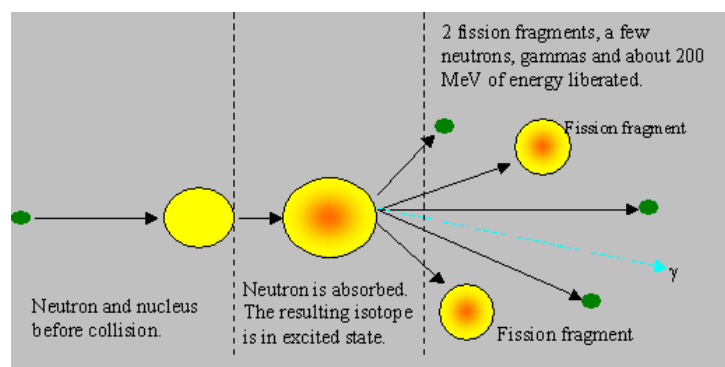 2 fission fragments, a few
neutrons, gammas and about 200
MeV of energy liberated.
Fission fragment
γ
Neutron and nucleus
before collision.
Neutron is absorbed.
The resulting isotope
is in excited state.
Fission fragment